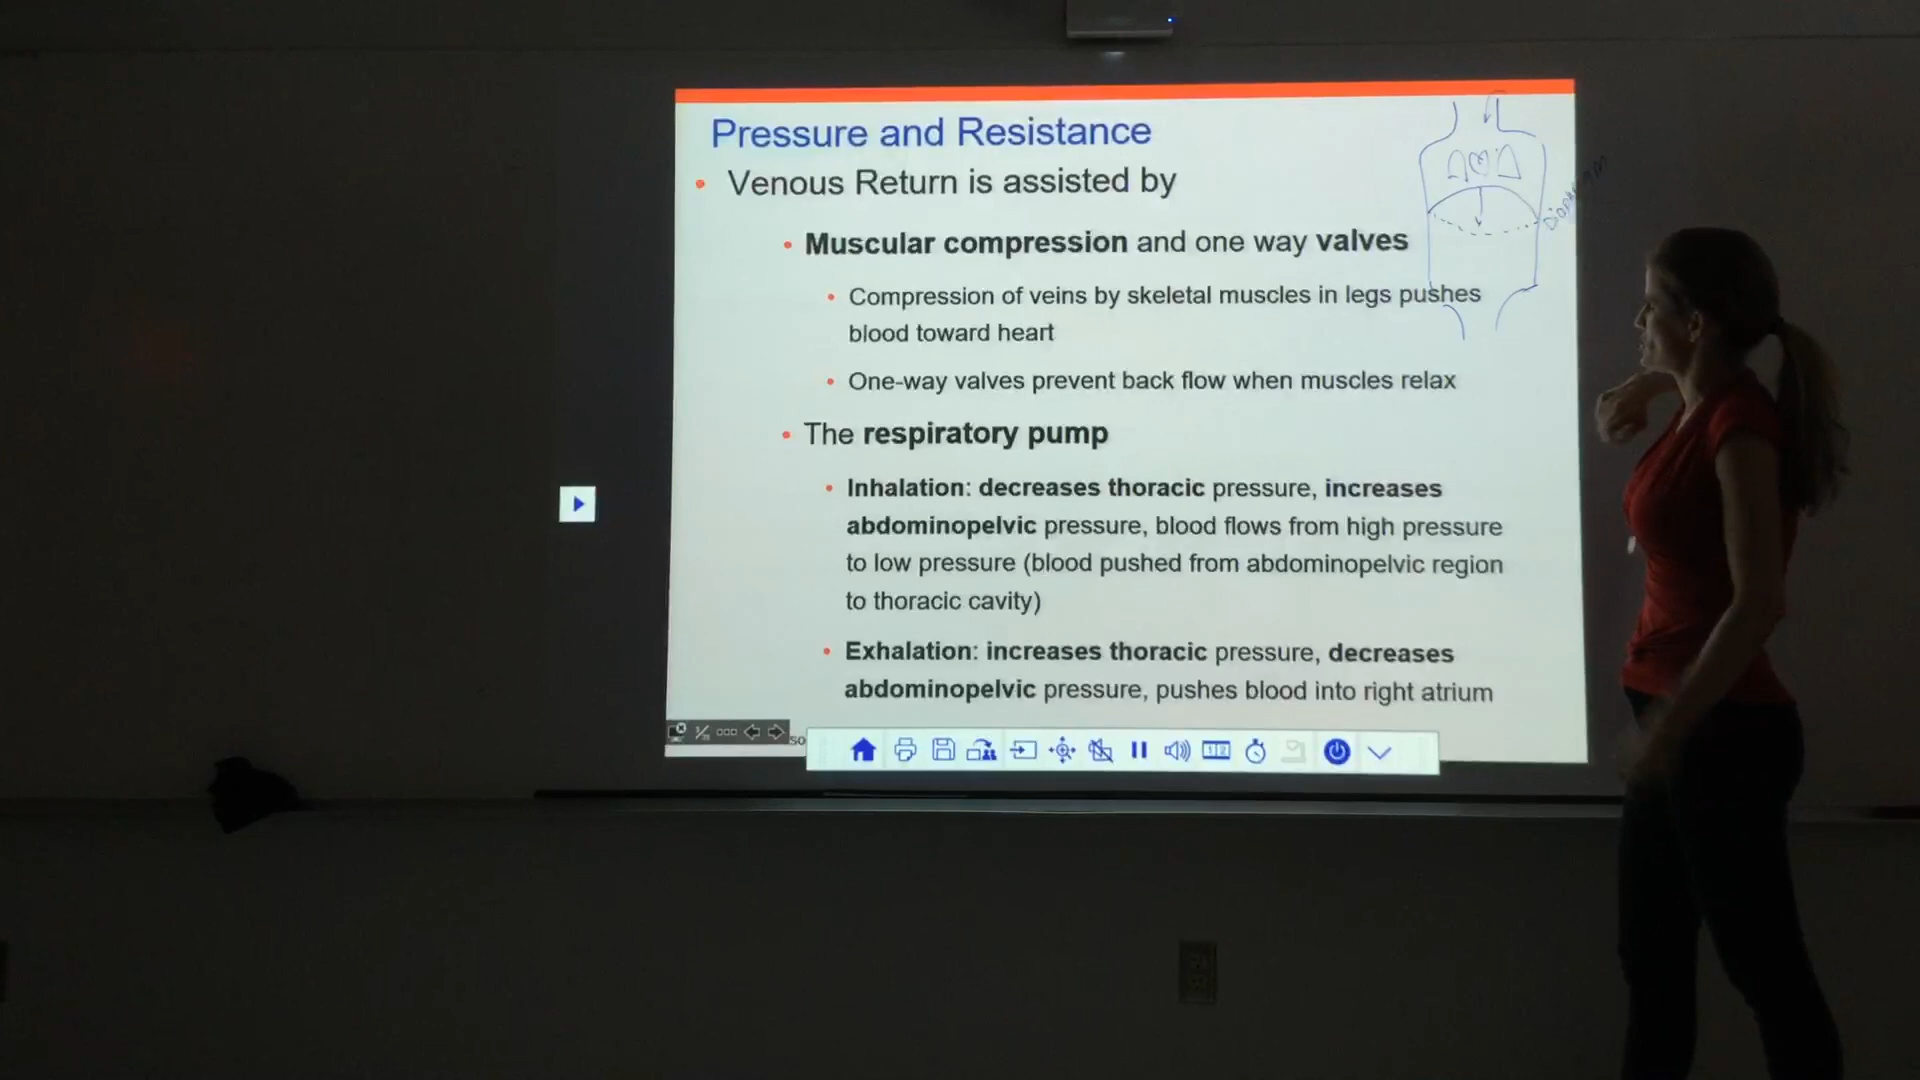 Pressure and Resistance
• Venous Return is assisted by
• Muscular compression and one way valves
• Compression of veins by skeletal muscles in legs pushes
blood toward heart
• One-way valves prevent back flow when muscles relax
• The respiratory pump
• Inhalation: decreases thoracic pressure, increases
abdominopelvic pressure, blood flows from high pressure
to low pressure (blood pushed from abdominopelvic region
to thoracic cavity)
• Exhalation: increases thoracic pressure, decreases
abdominopelvic pressure, pushes blood into right atrium